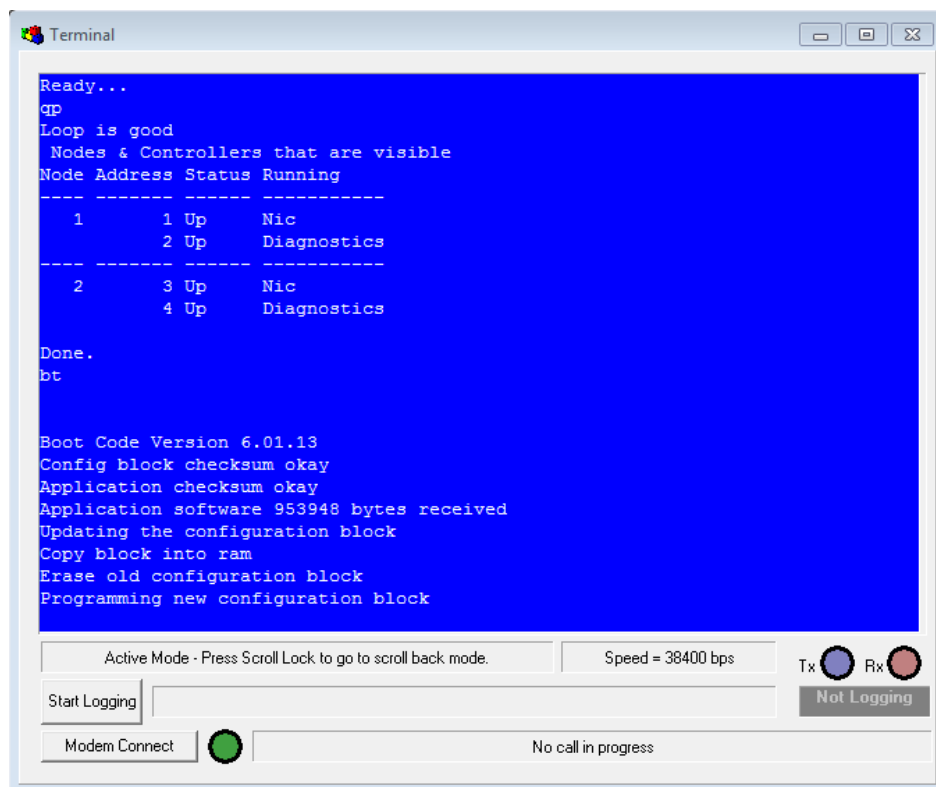 Terminal
Ready...
qp
Loop is good
 Nodes & Controllers that are visible
Node Address Status Running
---- ------- ------ -----------
   1       1 Up     Nic
           2 Up     Diagnostics
---- ------- ------ -----------
   2       3 Up     Nic
           4 Up     Diagnostics
Done.
bt
Boot Code Version 6.01.13
Config block checksum okay
Application checksum okay
Application software 953948 bytes received
Updating the configuration block
Copy block into ram
Erase old configuration block
Programming new configuration block
Active Mode - Press Scroll Lock to go to scroll back mode.
Speed = 38400 bps
Tx
Rx
Start Logging
Not Logging
Modem Connect
No call in progress